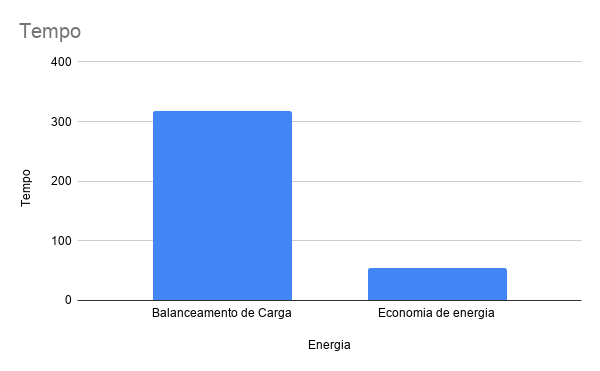 Tempo
400
300
200
100
0
Tempo
Balanceamento de Carga
Economia de energia
Energia